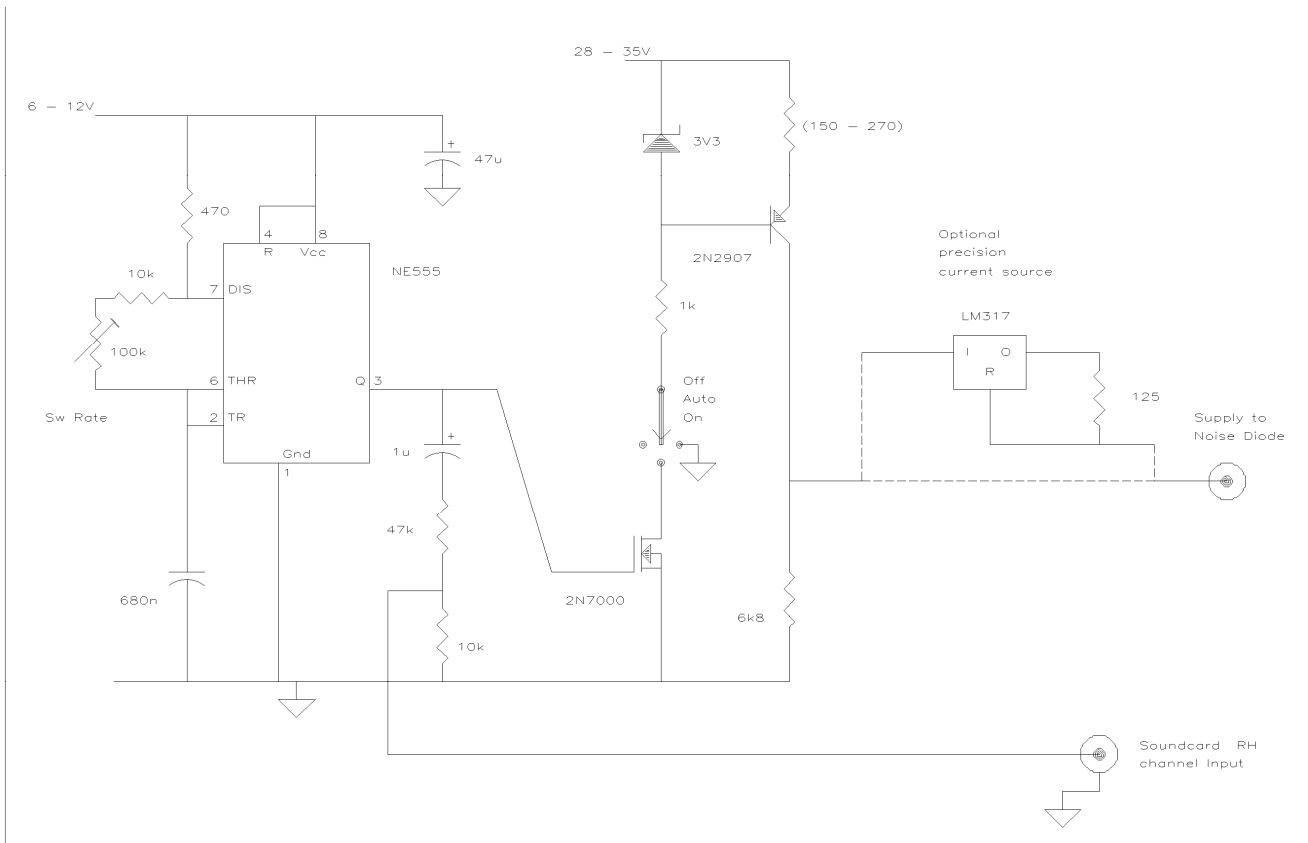 28 – 35V
6 – 12V
(150 – 270)
3V3
+
47u
470
4
8
R
Vcc
2N2907
NE555
Optional
precision
current source
10k
7
DIS
1k
LM317
100k
I
O
R
6
THR
Q
3
Off
Auto
On
125
Sw Rate
2
TR
Supply to
Noise Diode
+
1u
Gnd
1
47k
680n
2N7000
6k8
10k
Soundcard RH
channel Input